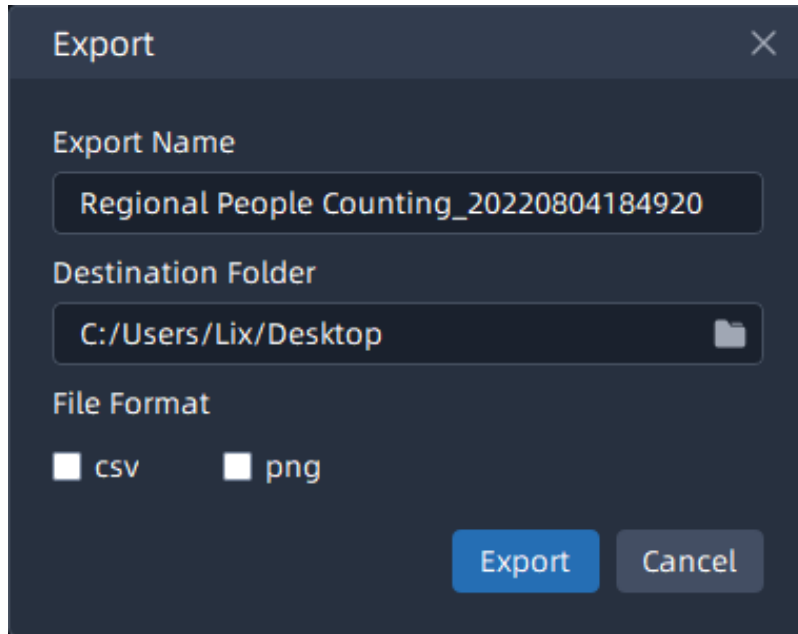 Export
Export Name
Regional People Counting_20220804184920
Destination Folder
C:/Users/Lix/Desktop
File Format
csv png
Export Cancel